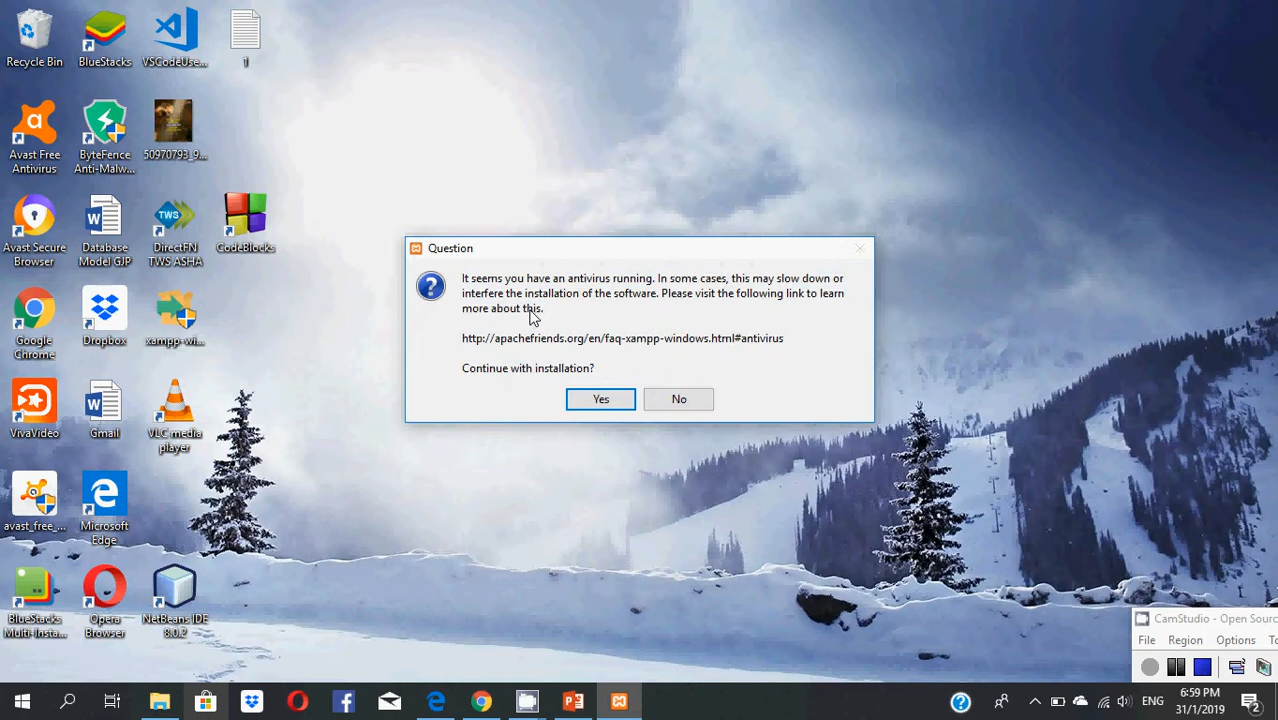 Recycle Bin
BlueStacks
VSCodeUse...
1
Avast Free
Antivirus
ByteFence
Anti-Malw...
50970793_9...
Avast Secure
Browser
Database
Model GJP
DirectFN
TWS ASHA
CodeBlocks
Google
Chrome
Dropbox
xampp-wi...
VivaVideo
Gmail
VLC media
player
avast_free_...
Microsoft
Edge
BlueStacks
Multi-Insta...
Opera
Browser
NetBeans IDE
8.0.2
TWS
Question
It seems you have an antivirus running. In some cases, this may slow down or
interfere the installation of the software. Please visit the following link to learn
more about this.
http://apachefriends.org/en/faq-xampp-windows.html#antivirus
Continue with installation?
Yes
No
CamStudio - Open Sourc
File
Region
Options
To
ENG
6:59 PM
31/1/2019
2